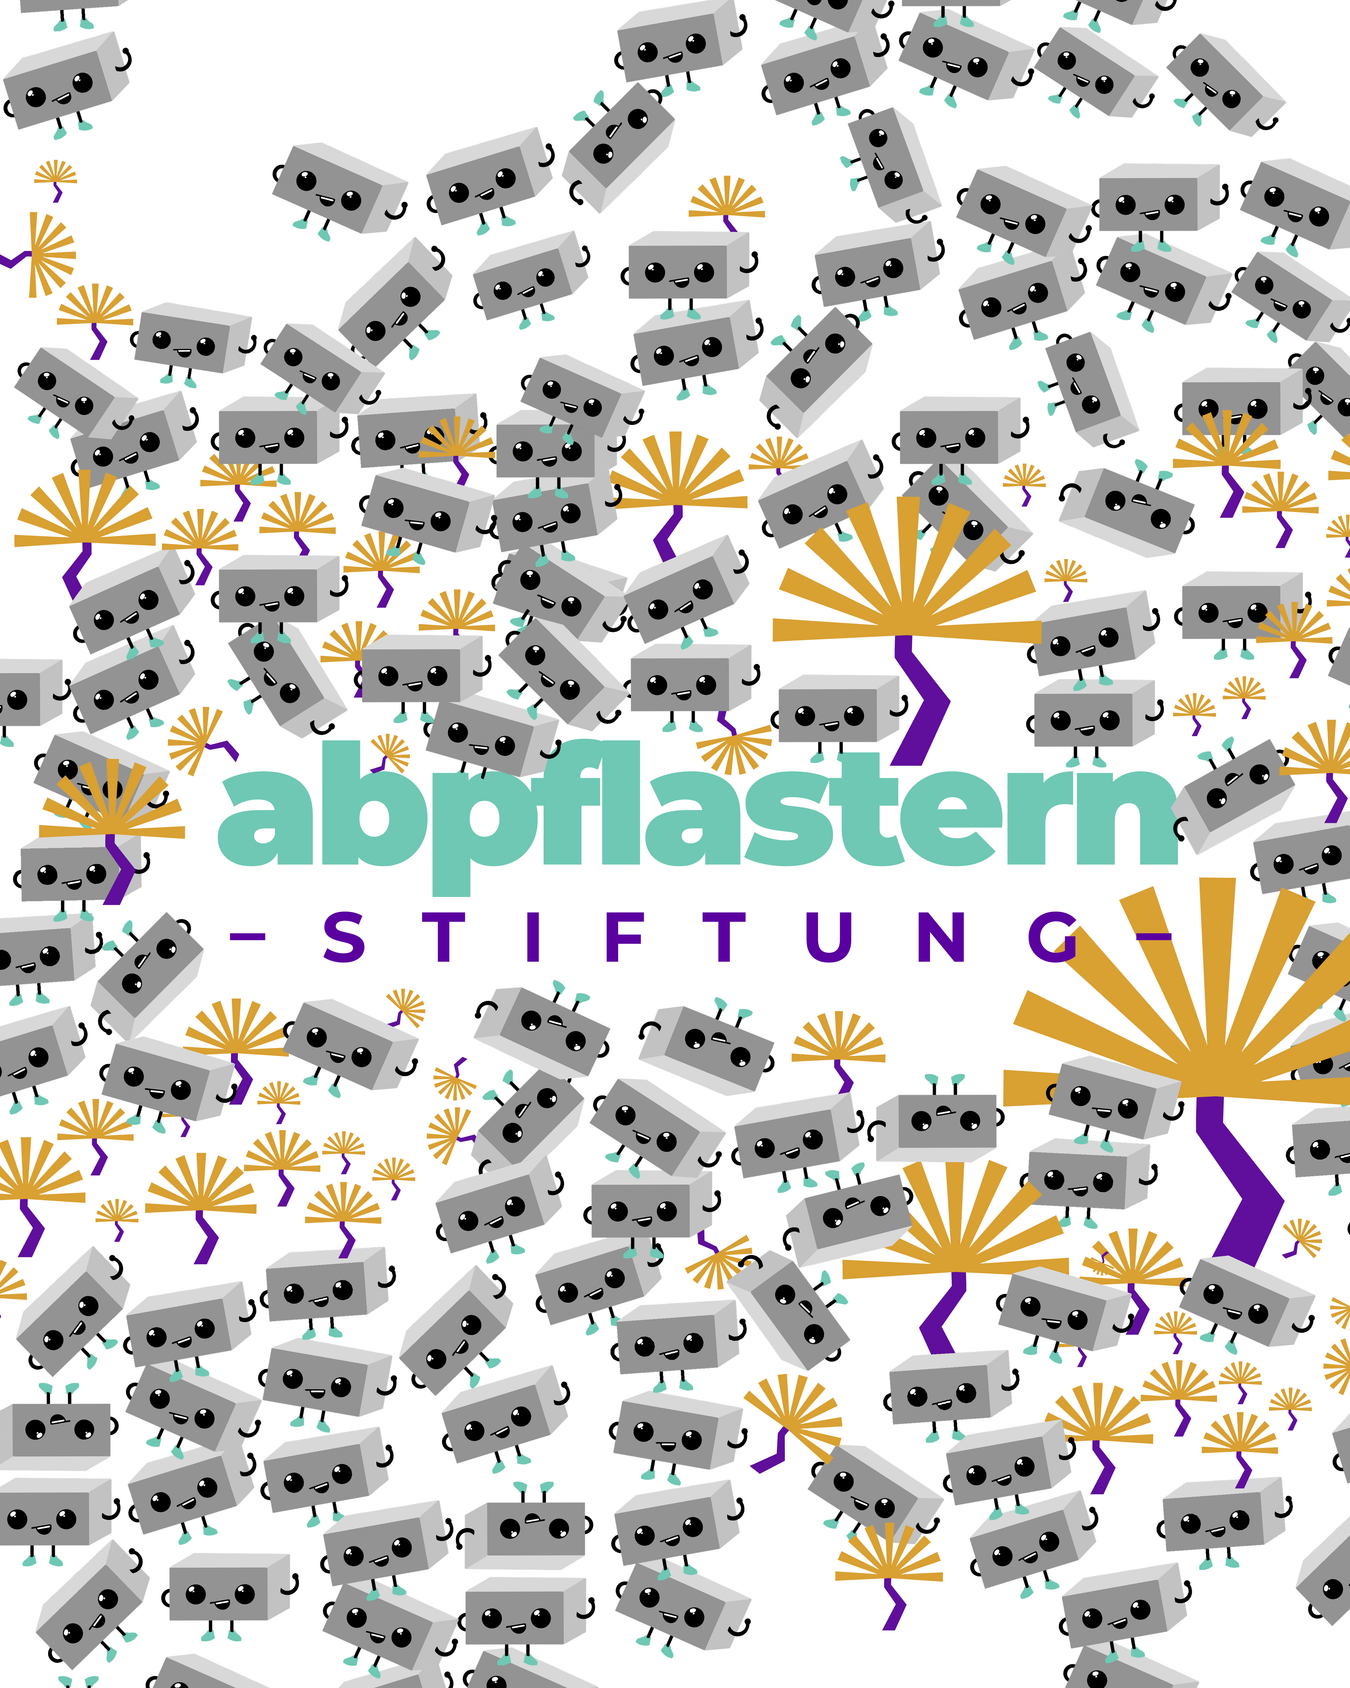 abpflastern
– STIFTUNG –